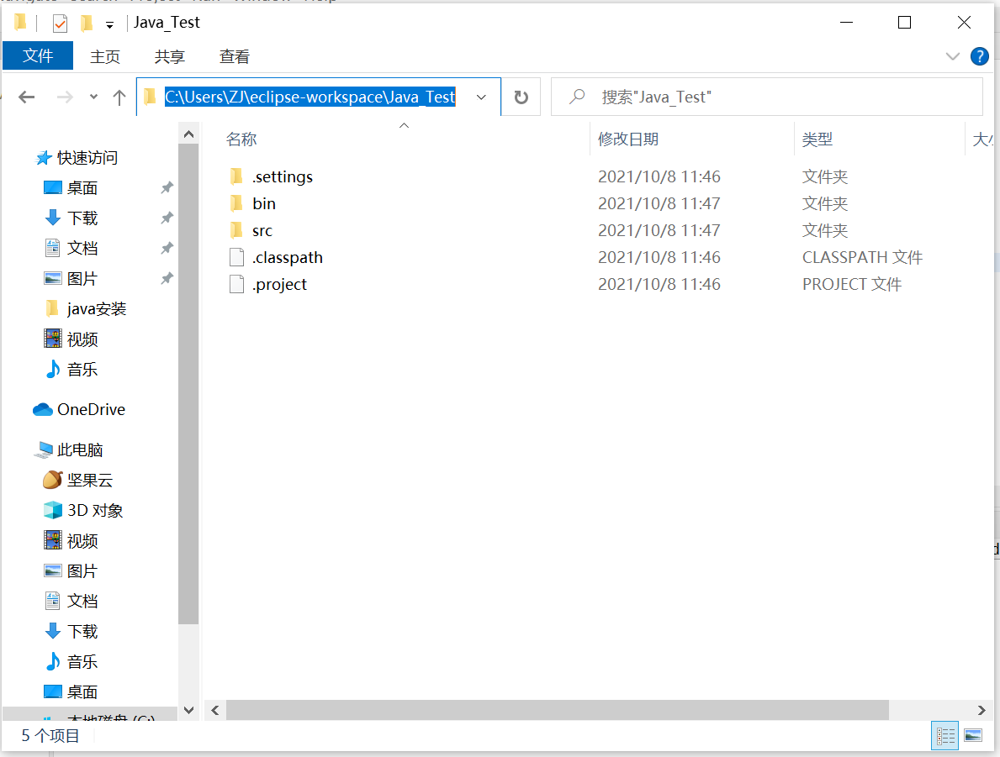 Java_Test
文件 主页 共享 查看
C:\Users\ZJ\eclipse-workspace\Java_Test
搜索"Java_Test"
名称 修改日期 类型
.settings 2021/10/8 11:46 文件夹
bin 2021/10/8 11:47 文件夹
src 2021/10/8 11:47 文件夹
.classpath 2021/10/8 11:46 CLASSPATH 文件
.project 2021/10/8 11:46 PROJECT 文件
快速访问
桌面
下载
文档
图片
java安装
视频
音乐
OneDrive
此电脑
坚果云
3D 对象
视频
图片
文档
下载
音乐
桌面
本地磁盘 (C:)
5 个项目